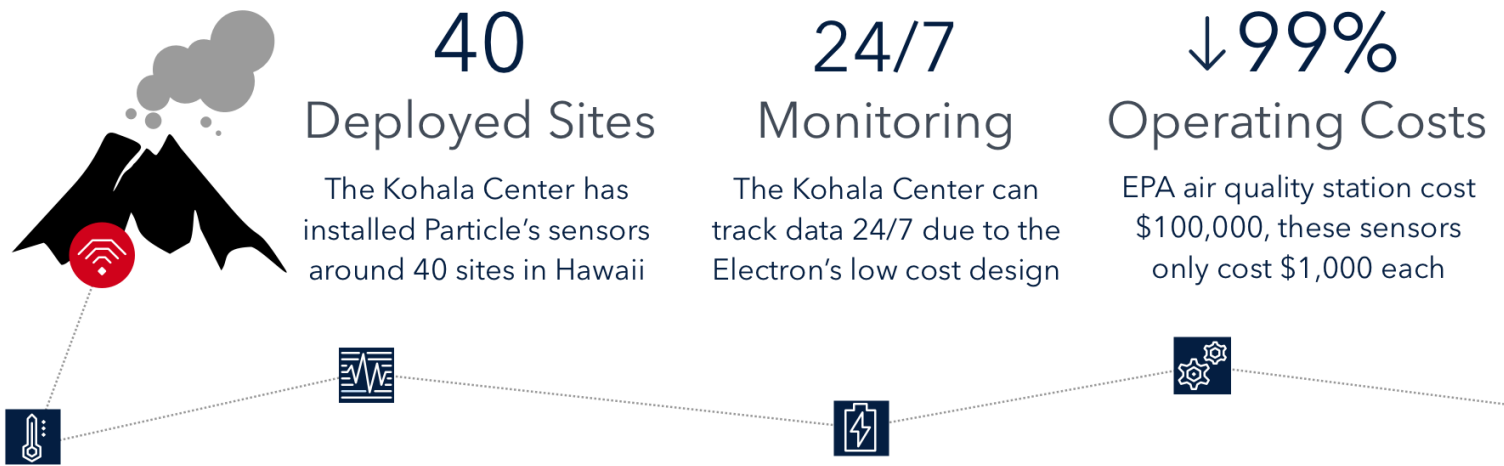 40
Deployed Sites
The Kohala Center has
installed Particle's sensors
around 40 sites in Hawaii
24/7
Monitoring
The Kohala Center can
track data 24/7 due to the
Electron's low cost design
↓99%
Operating Costs
EPA air quality station cost
$100,000, these sensors
only cost $1,000 each